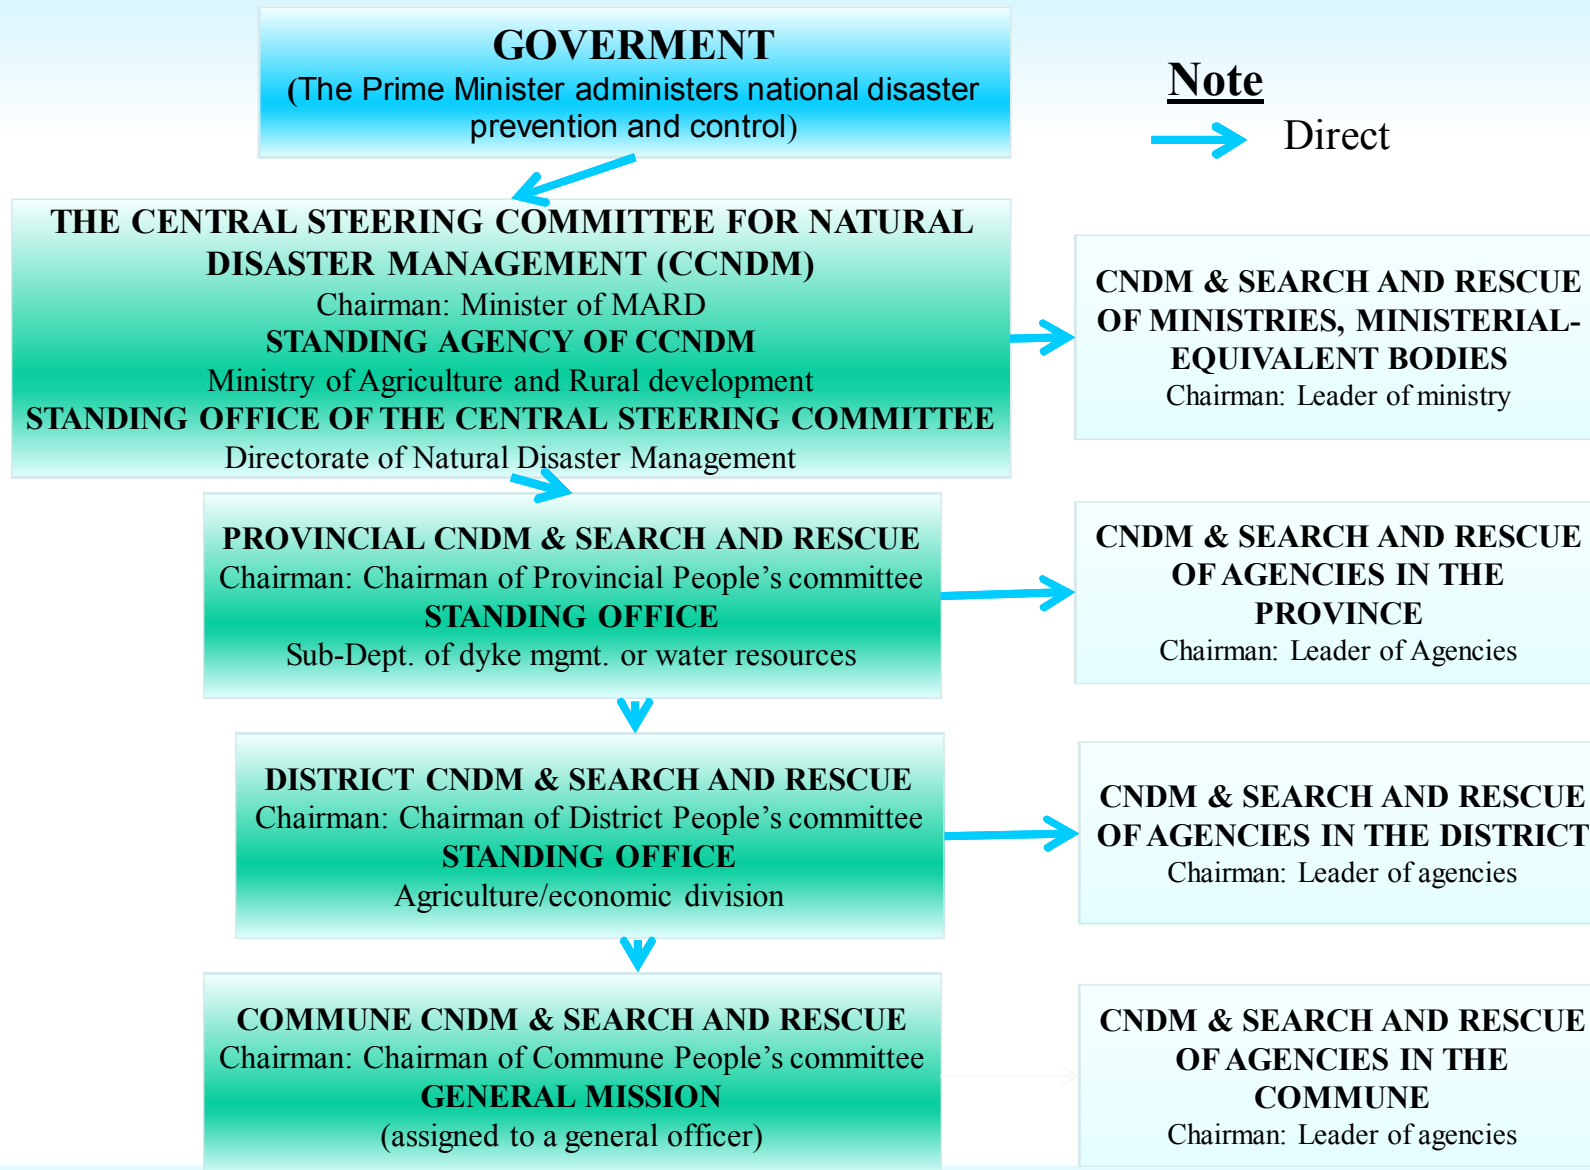 GOVERMENT
(The Prime Minister administers national disaster
prevention and control)
Note
Direct
THE CENTRAL STEERING COMMITTEE FOR NATURAL
DISASTER MANAGEMENT (CCNDM)
Chairman: Minister of MARD
STANDING AGENCY OF CCNDM
Ministry of Agriculture and Rural development
STANDING OFFICE OF THE CENTRAL STEERING COMMITTEE
Directorate of Natural Disaster Management
CNDM & SEARCH AND RESCUE
OF MINISTRIES, MINISTERIAL-
EQUIVALENT BODIES
Chairman: Leader of ministry
PROVINCIAL CNDM & SEARCH AND RESCUE
Chairman: Chairman of Provincial People’s committee
STANDING OFFICE
Sub-Dept. of dyke mgmt. or water resources
CNDM & SEARCH AND RESCUE
OF AGENCIES IN THE
PROVINCE
Chairman: Leader of Agencies
DISTRICT CNDM & SEARCH AND RESCUE
Chairman: Chairman of District People’s committee
STANDING OFFICE
Agriculture/economic division
CNDM & SEARCH AND RESCUE
OF AGENCIES IN THE DISTRICT
Chairman: Leader of agencies
COMMUNE CNDM & SEARCH AND RESCUE
Chairman: Chairman of Commune People’s committee
GENERAL MISSION
(assigned to a general officer)
CNDM & SEARCH AND RESCUE
OF AGENCIES IN THE
COMMUNE
Chairman: Leader of agencies